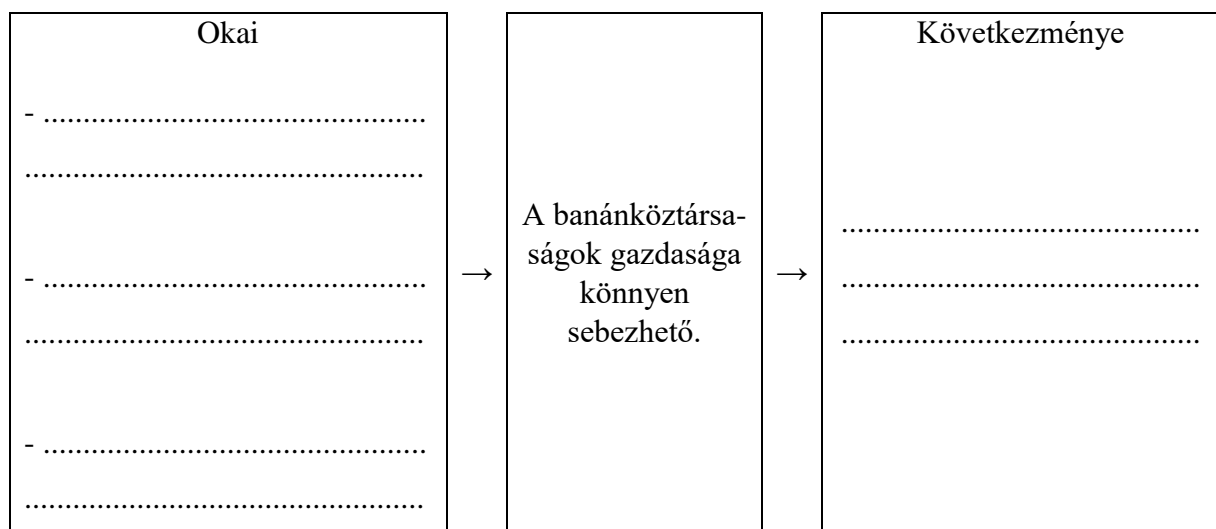 Okai
- ................................................
..................................................
- ................................................
..................................................
- ................................................
..................................................
→
A banánköztársa-
ságok gazdasága
könnyen
sebezhető.
→
Következménye
.............................................
.............................................
.............................................